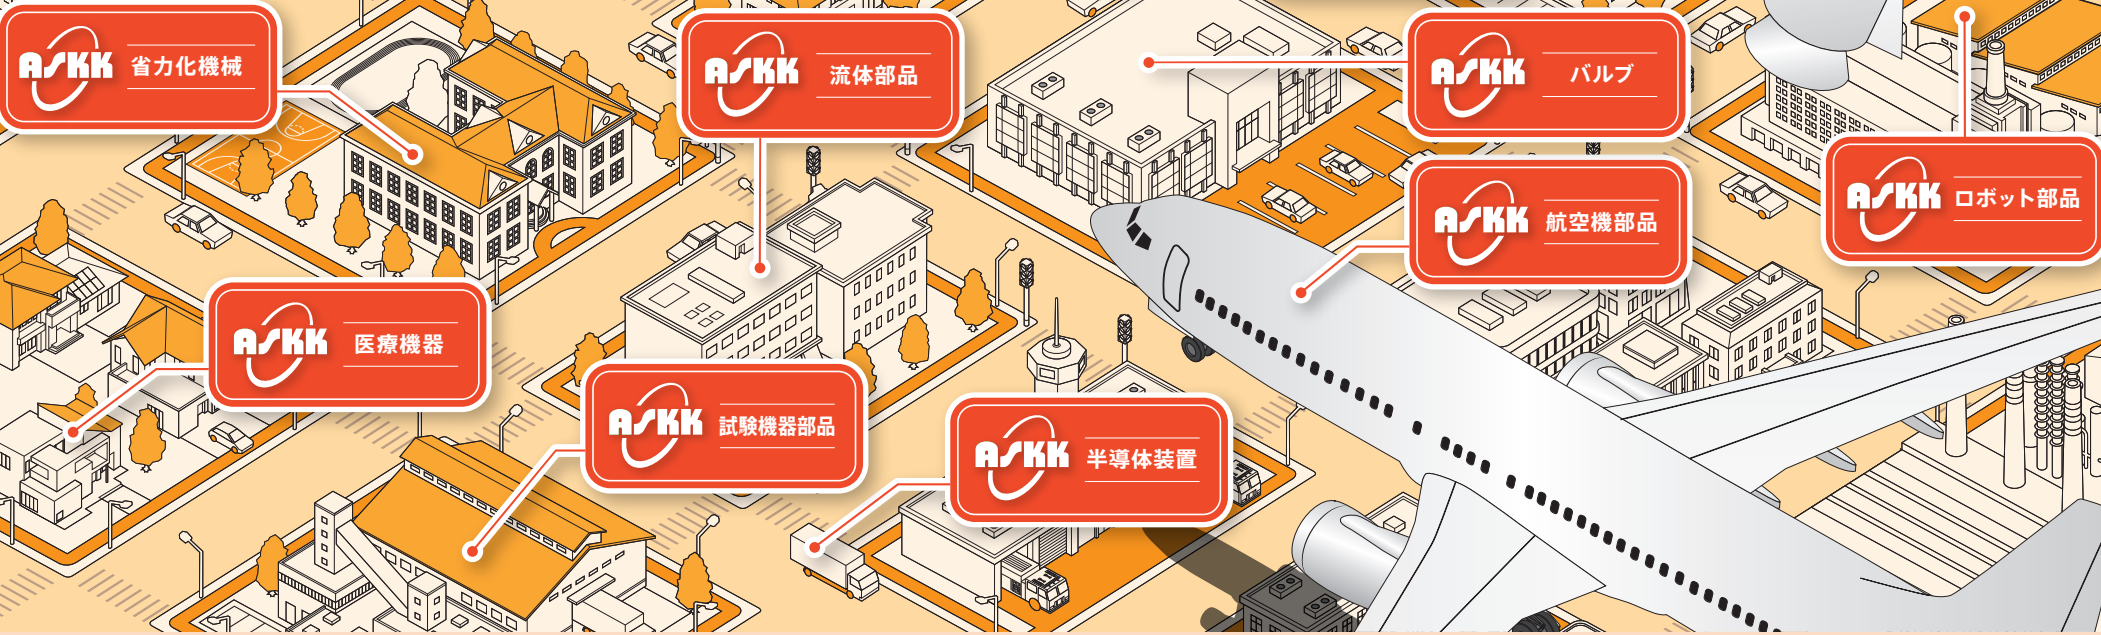 ASKK 省力化機械
ASKK 流体部品
ASKK バルブ
ASKK 航空機部品
ASKK ロボット部品
ASKK 医療機器
ASKK 試験機器部品
ASKK 半導体装置